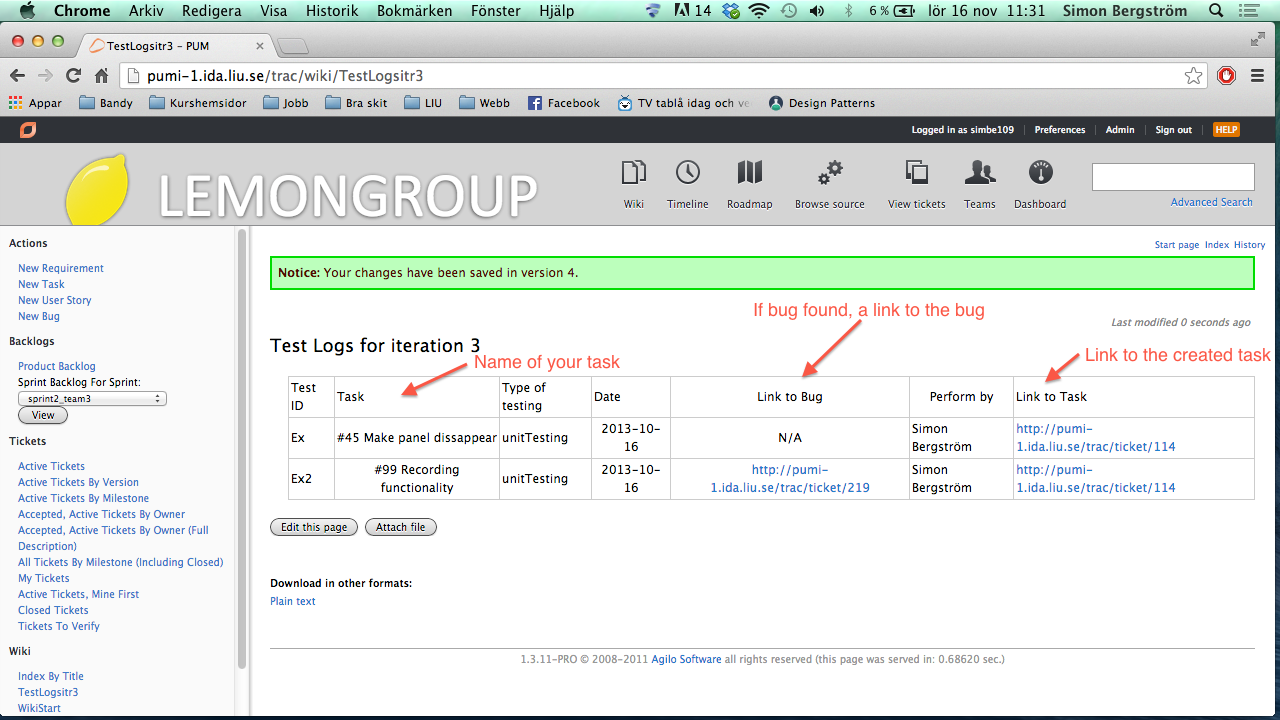 Chrome Arkiv Redigera Visa Historik Bokmärken Fönster Hjälp 14 6 % lör 16 nov 11:31 Simon Bergström
TestLogsitr3 – PUM
pumi-1.ida.liu.se/trac/wiki/TestLogsitr3
Appar Bandy Kurshemsidor Jobb Bra skit LIU Webb Facebook TV tablå idag och Design Patterns
Logged in as simbe109 Preferences Admin Sign out HELP
LEMONGROUP
Wiki Timeline Roadmap Browse source View tickets Teams Dashboard
Advanced Search
Actions
New Requirement
New Task
New User Story
New Bug
Backlogs
Product Backlog
Sprint Backlog For Sprint:
sprint2_team3
View
Tickets
Active Tickets
Active Tickets By Version
Active Tickets By Milestone
Accepted, Active Tickets By Owner
Accepted, Active Tickets By Owner (Full
Description)
All Tickets By Milestone (Including Closed)
My Tickets
Active Tickets, Mine First
Closed Tickets
Tickets To Verify
Wiki
Index By Title
TestLogsitr3
WikiStart
Start page Index History
Notice: Your changes have been saved in version 4.
If bug found, a link to the bug
Last modified 0 seconds ago
Test Logs for iteration 3
Name of your task
Link to the created task
Test
ID
Task
Type of
testing
Date
Link to Bug
Perform by
Link to Task
Ex
#45 Make panel dissappear
unitTesting
2013-10-
16
N/A
Simon
Bergström
http://pumi-
1.ida.liu.se/trac/ticket/114
Ex2
#99 Recording
functionality
unitTesting
2013-10-
16
http://pumi-
1.ida.liu.se/trac/ticket/219
Simon
Bergström
http://pumi-
1.ida.liu.se/trac/ticket/114
Edit this page Attach file
Download in other formats:
Plain text
1.3.11-PRO © 2008-2011 Agilo Software all rights reserved (this page was served in: 0.68620 sec.)